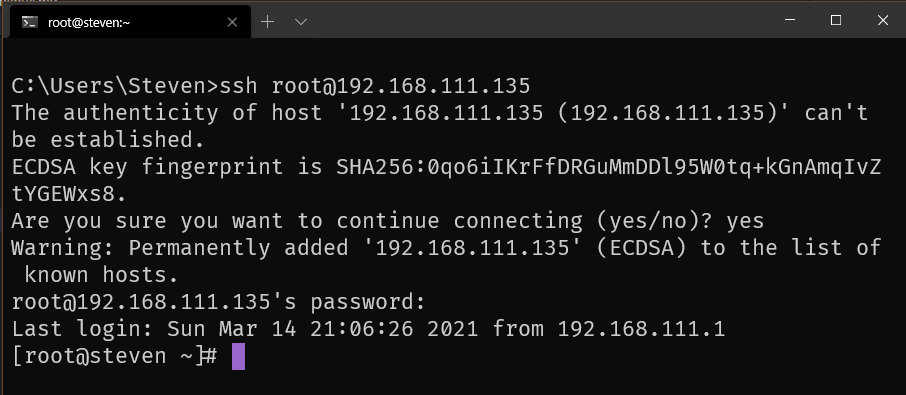 root@steven:~
C:\Users\Steven>ssh root@192.168.111.135
The authenticity of host '192.168.111.135 (192.168.111.135)' can't
be established.
ECDSA key fingerprint is SHA256:0qo6iIKrFfDRGuMmDDl95W0tq+kGnAmqIvZ
tYGEWxs8.
Are you sure you want to continue connecting (yes/no)? yes
Warning: Permanently added '192.168.111.135' (ECDSA) to the list of
known hosts.
root@192.168.111.135's password:
Last login: Sun Mar 14 21:06:26 2021 from 192.168.111.1
[root@steven ~]#